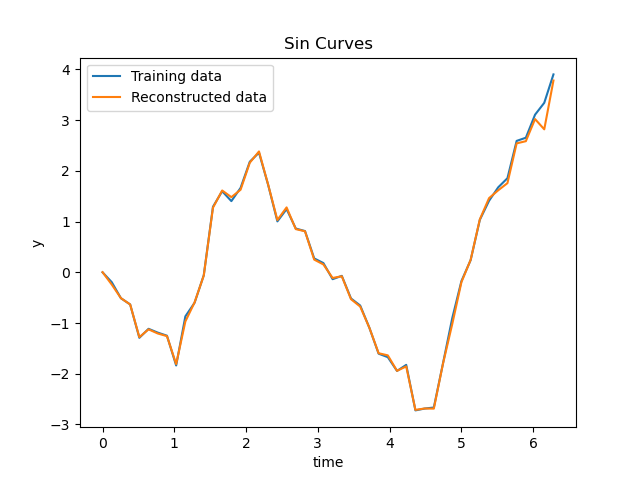 Sin Curves
Training data
Reconstructed data
4
3
2
1
0
−1
−2
−3
y
0 1 2 3 4 5 6
time